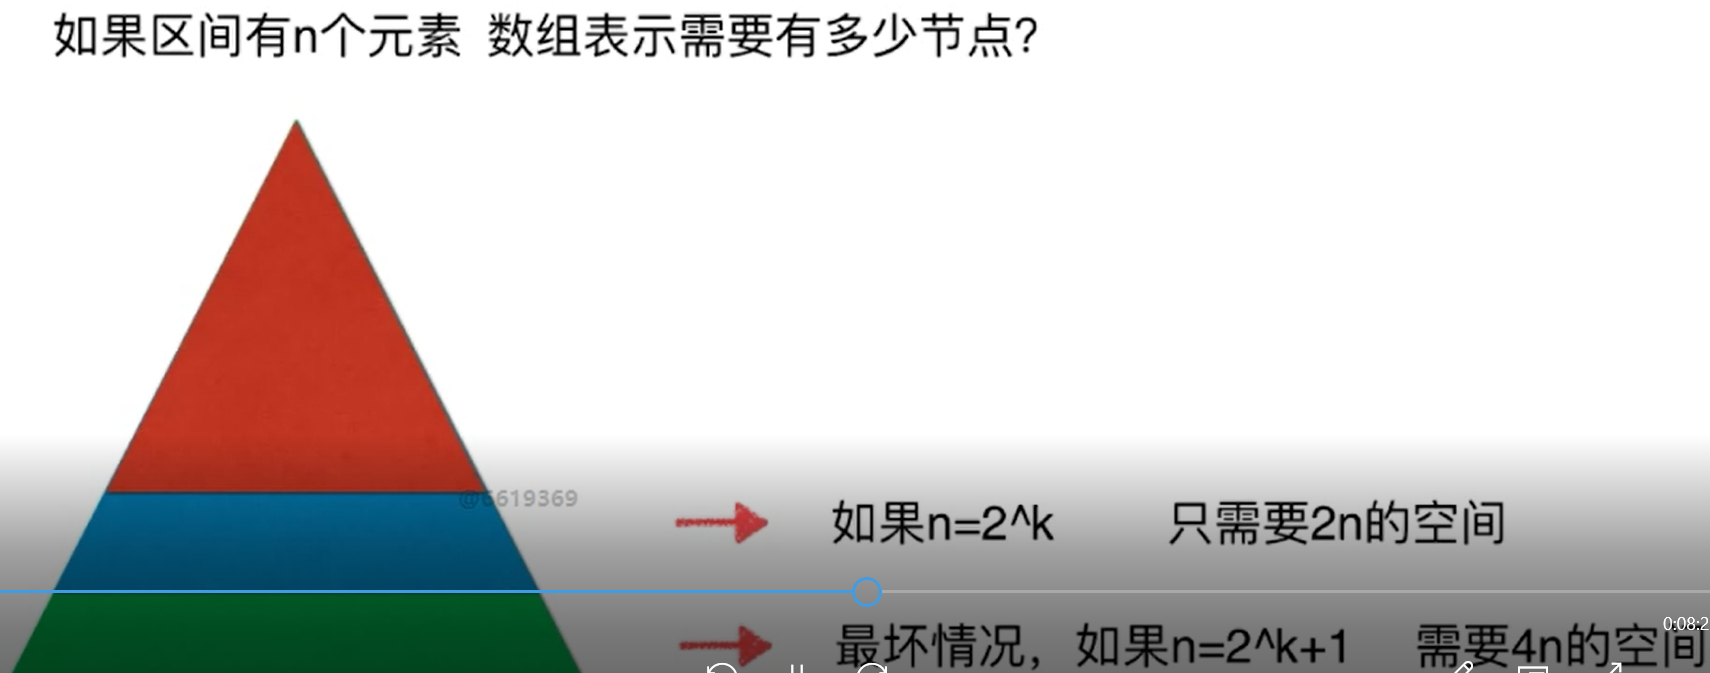 如果区间有n个元素 数组表示需要有多少节点?
@6619369
如果n=2^k 只需要2n的空间
0:08:2
最坏情况，如果n=2^k+1 需要4n的空间